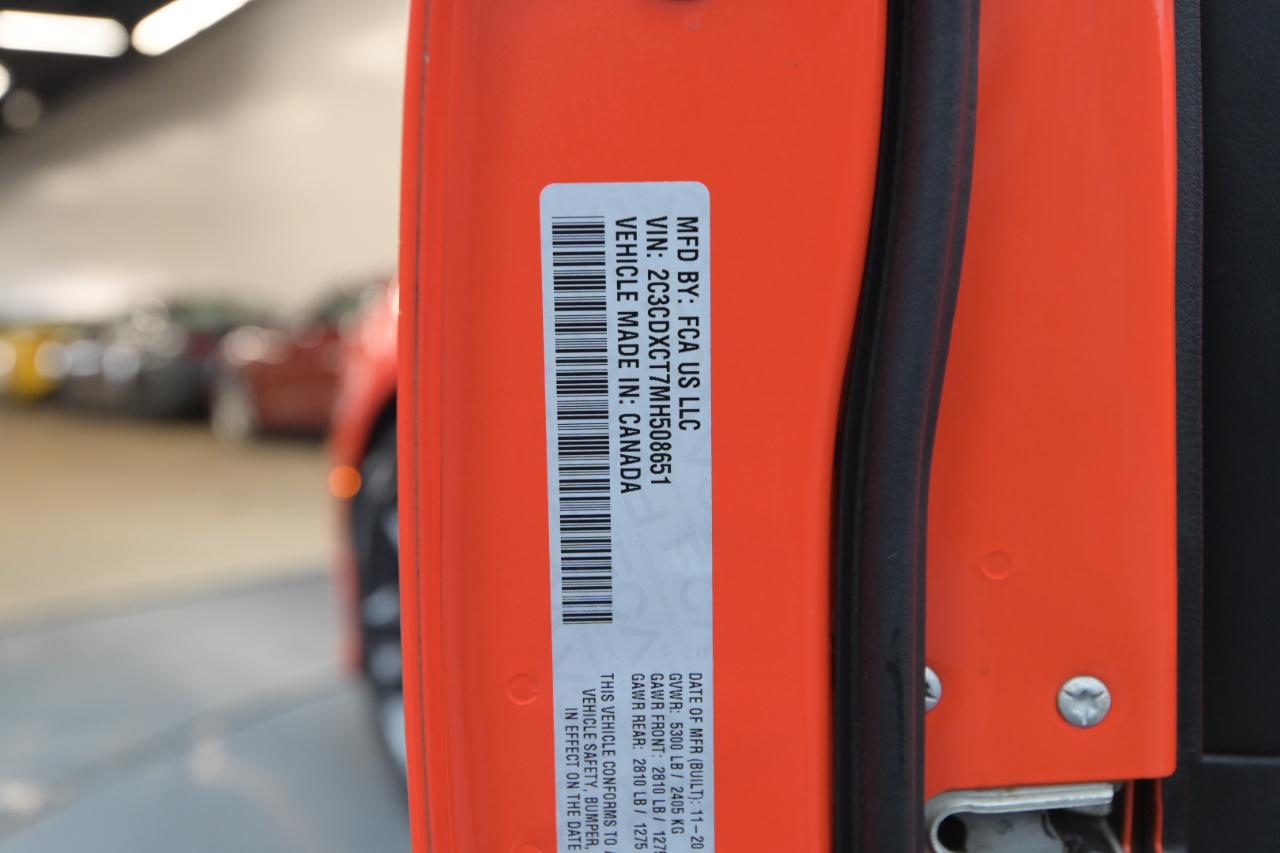 MFD BY: FCA US LLC
VIN: 2C3CDXCT7MH508651
VEHICLE MADE IN: CANADA
DATE OF MFR (BUILT): 11-20
GVWR: 5300 LB / 2405 KG
GAWR FRONT: 2810 LB / 1275
GAWR REAR: 2810 LB / 1275
THIS VEHICLE CONFORMS TO
VEHICLE SAFETY, BUMPER,
IN EFFECT ON THE DATE